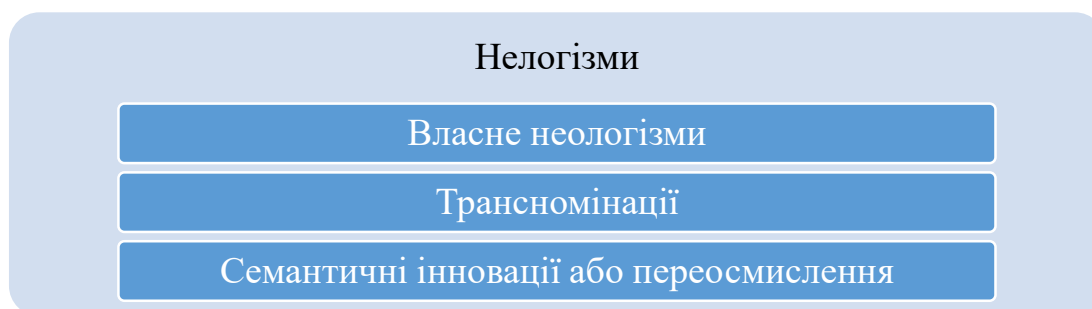 Нелогізми
Власне неологізми
Трансномінації
Семантичні інновації або переосмислення